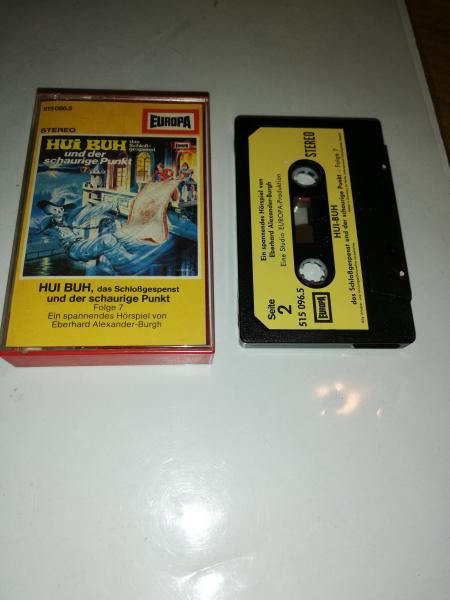 515 096.5
EUROPA
STEREO
HUI BUH
das Schloß-
gespenst
und der
schaurige Punkt
EUROPA
7
HUI BUH, das Schloßgespenst
und der schaurige Punkt
Folge 7
Ein spannendes Hörspiel von
Eberhard Alexander-Burgh
Ein spannendes Hörspiel von
Eberhard Alexander-Burgh
Eine Studio EUROPA-Produktion
Seite
2
515 096.5
EUROPA
STEREO
HUI-BUH
das Schloßgespenst und der schaurige Punkt - Folge 7